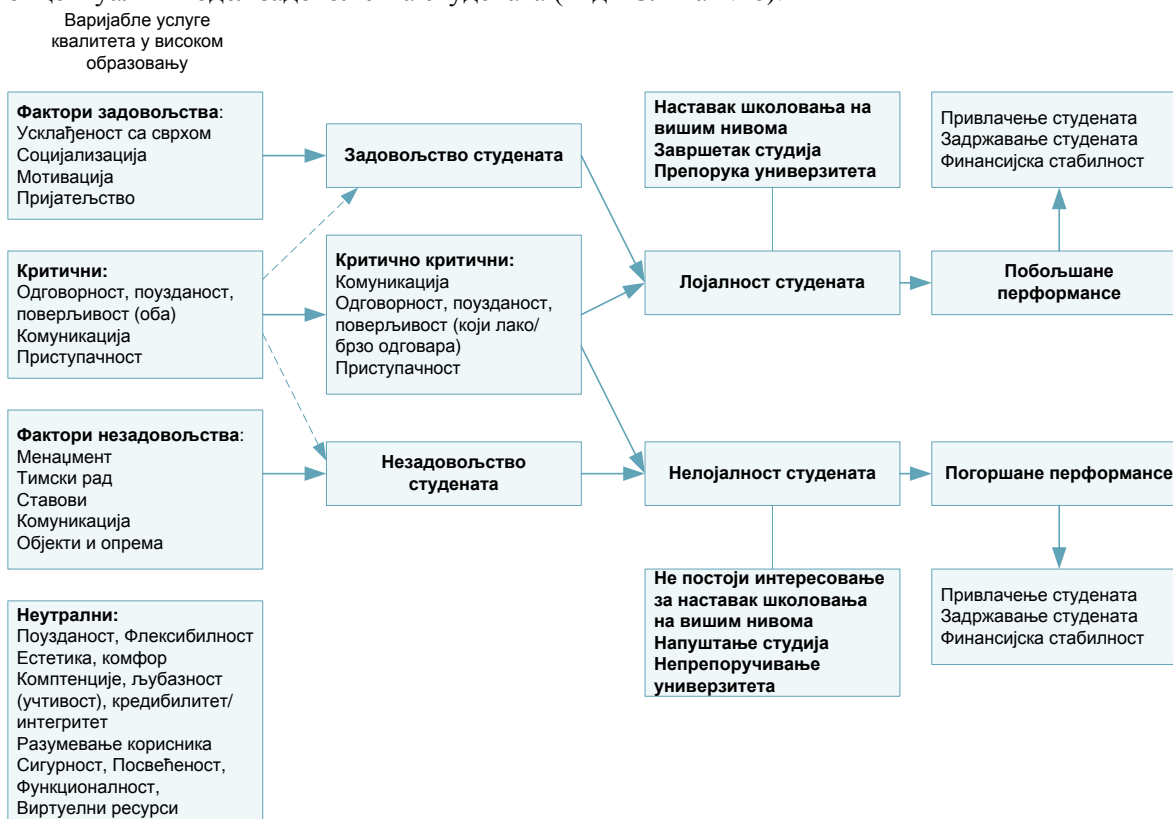 Варијабле услуге
квалитета у високом
образовању
Фактори задовољства:
Усклађеност са сврхом
Социјализација
Мотивација
Пријатељство
Задовољство студената
Наставак школовања на
вишим нивома
Завршетак студија
Препорука универзитета
Привлачење студената
Задржавање студената
Финансијска стабилност
Критични:
Одговорност, поузданост,
поверљивост (оба)
Комуникација
Приступачност
Критично критични:
Комуникација
Одговорност, поузданост,
поверљивост (који лако/
брзо одговара)
Приступачност
Лојалност студената
Побољшане
перформансе
Фактори незадовољства:
Менаџмент
Тимски рад
Ставови
Комуникација
Објекти и опрема
Незадовољство
студената
Нелојалност студената
Погоршане перформансе
Неутрални:
Поузданост, Флексибилност
Естетика, комфор
Комптенције, љубазност
(учтивост), кредибилитет/
интегритет
Разумевање корисника
Сигурност, Посвећеност,
Функционалност,
Виртуелни ресурси
Не постоји интересовање
за наставак школовања
на вишим нивома
Напуштање студија
Непрепоручивање
универзитета
Привлачење студената
Задржавање студената
Финансијска стабилност